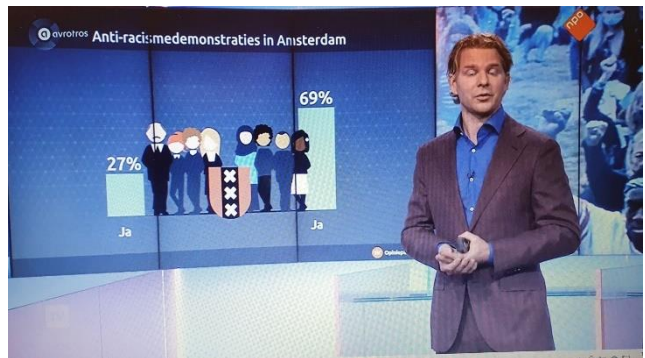 avrotros Anti-racismedemonstraties in Amsterdam
npo
69%
27%
Ja
Ja